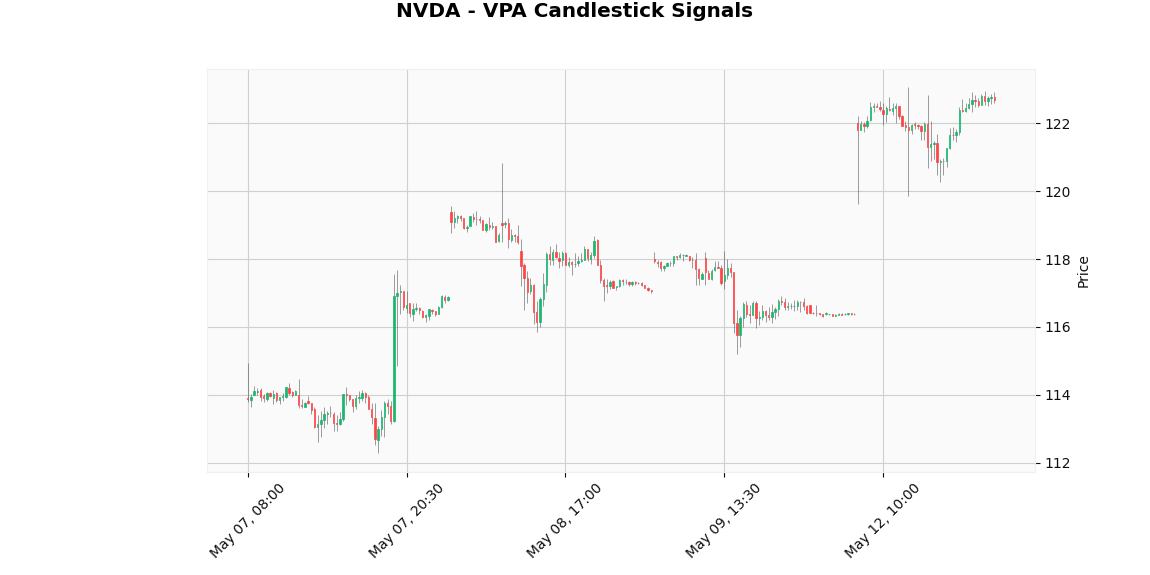 NVDA - VPA Candlestick Signals
122
120
118
116
114
112
Price
May 07, 08:00
May 07, 20:30
May 08, 17:00
May 09, 13:30
May 12, 10:00